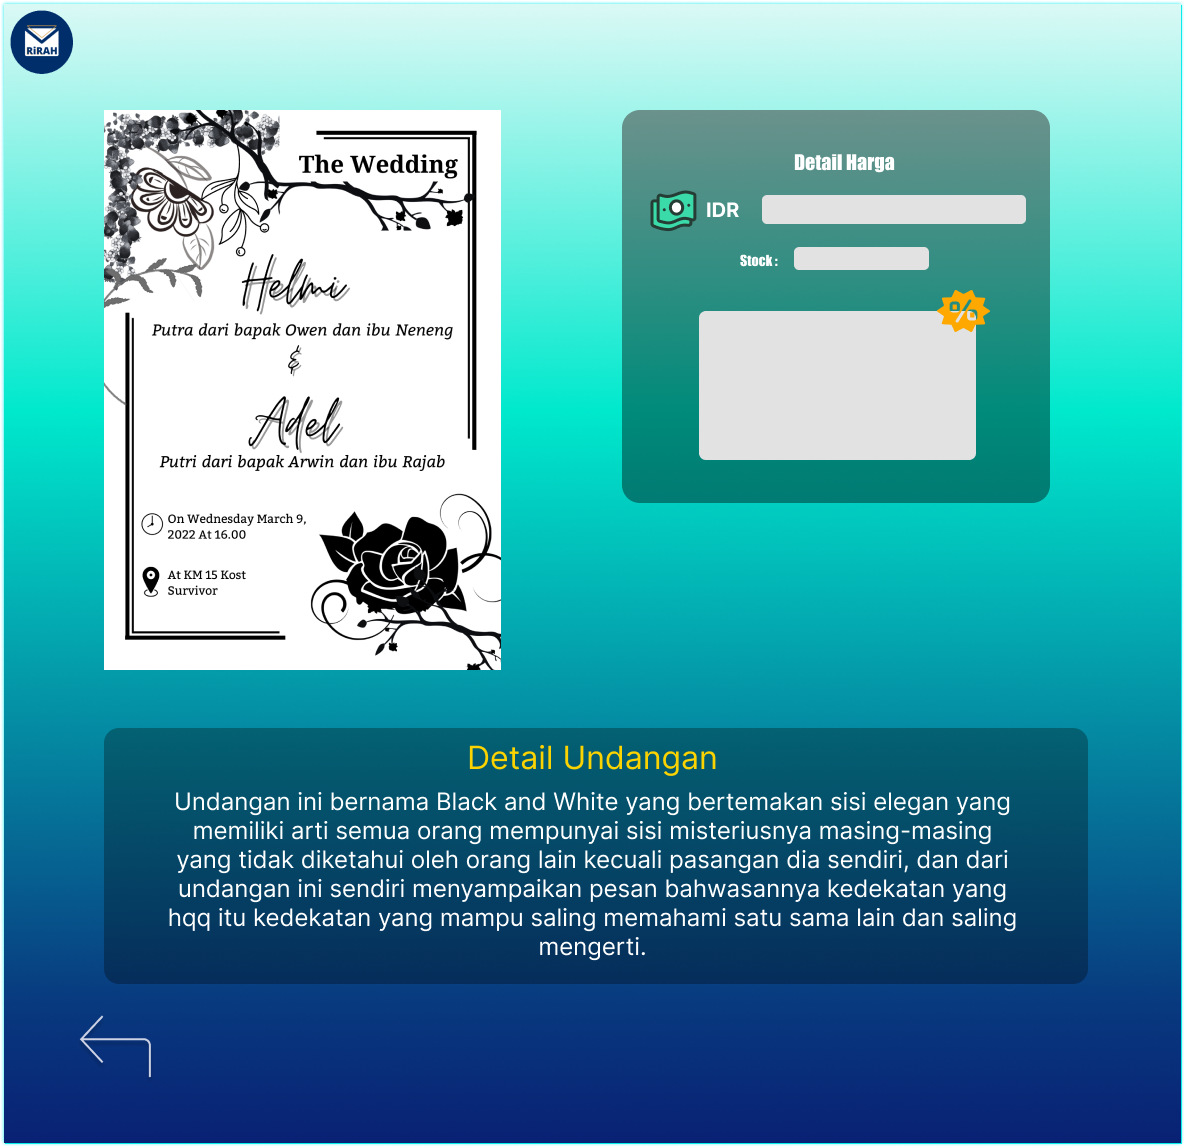 RiRAH
The Wedding
Helmi
Putra dari bapak Owen dan ibu Neneng
&
Adel
Putri dari bapak Arwin dan ibu Rajab
On Wednesday March 9,
2022 At 16.00
At KM 15 Kost
Survivor
Detail Harga
IDR
Stock :
%
Detail Undangan
Undangan ini bernama Black and White yang bertemakan sisi elegan yang
memiliki arti semua orang mempunyai sisi misteriusnya masing-masing
yang tidak diketahui oleh orang lain kecuali pasangan dia sendiri, dan dari
undangan ini sendiri menyampaikan pesan bahwasannya kedekatan yang
hqq itu kedekatan yang mampu saling memahami satu sama lain dan saling
mengerti.